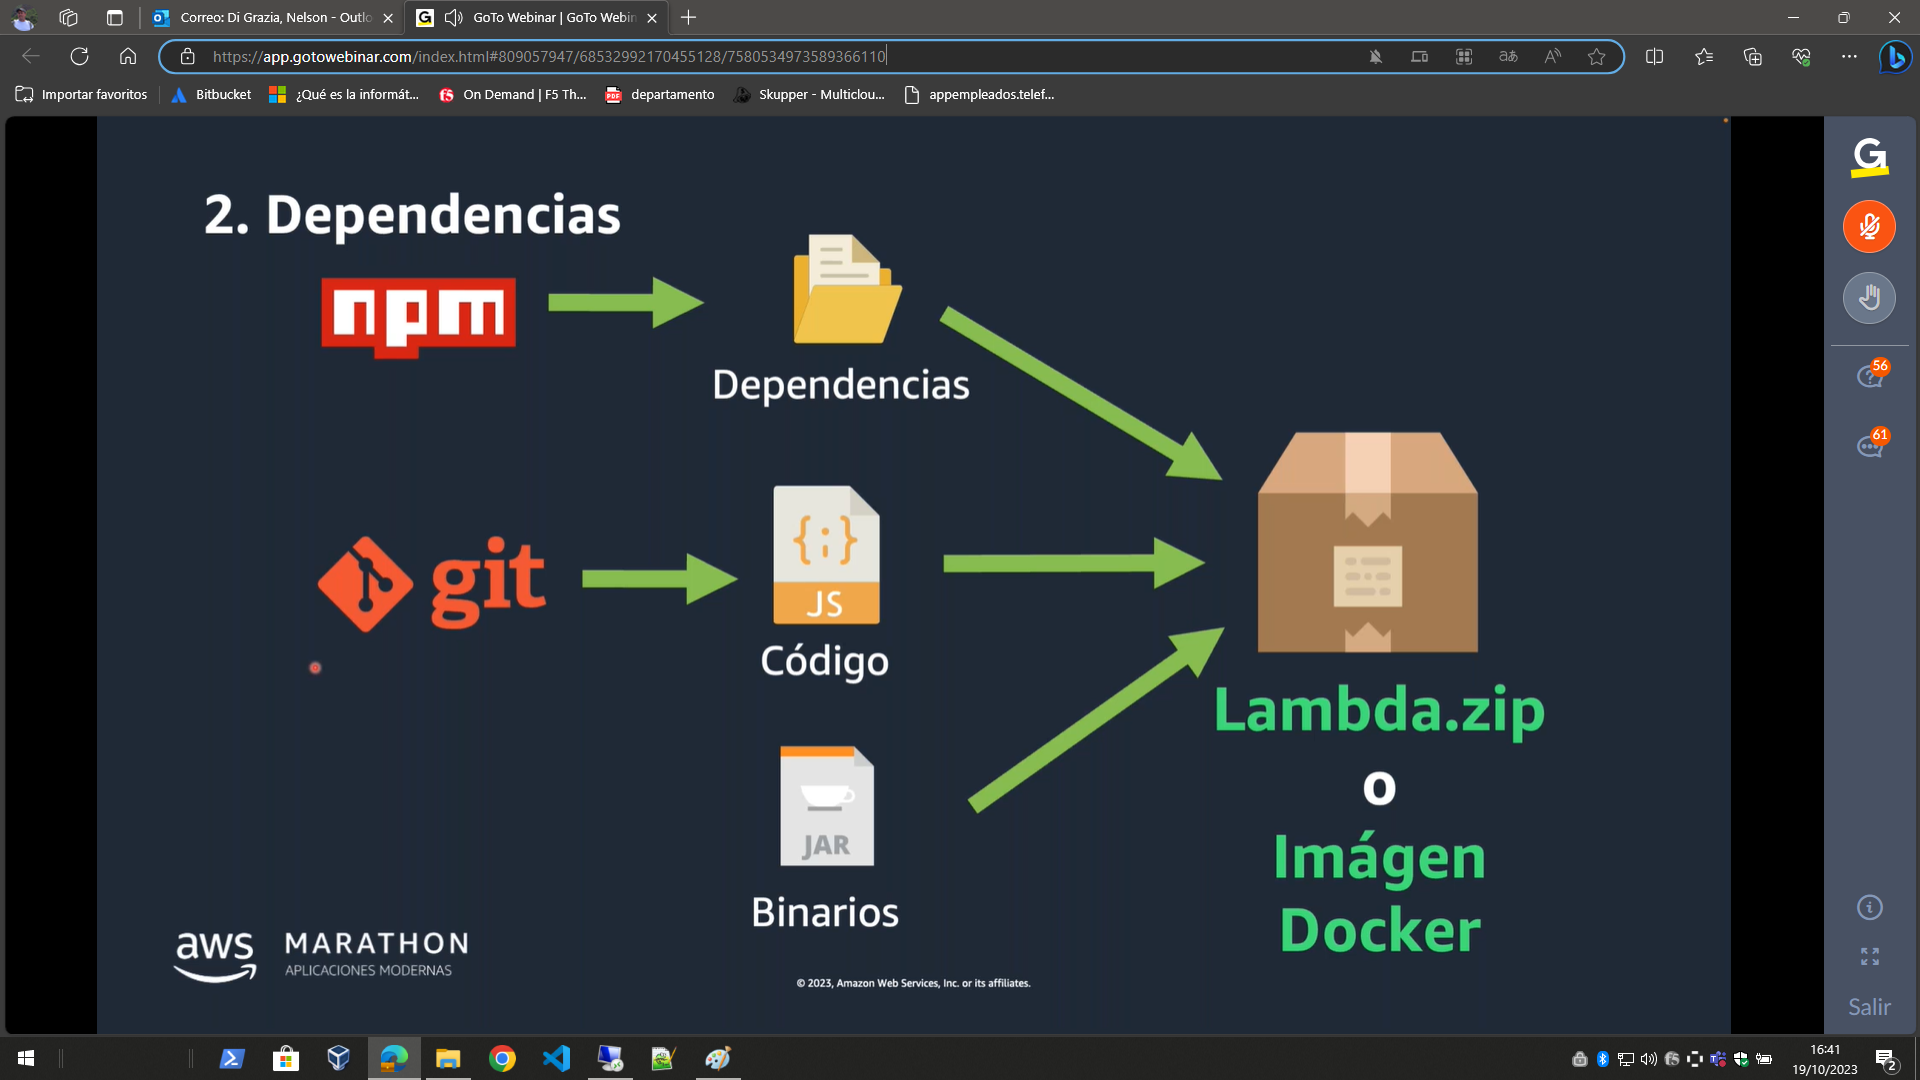 Correo: Di Grazia, Nelson - Outlo
GoTo Webinar | GoTo Webin
https://app.gotowebinar.com/index.html#809057947/68532992170455128/7580534973589366110
Importar favoritos
Bitbucket
¿Qué es la informát...
On Demand | F5 Th...
departamento
Skupper - Multiclou...
appempleados.telef...
2. Dependencias
npm
Dependencias
git
{;}
JS
Código
JAR
Binarios
Lambda.zip
o
Imágen
Docker
aws
MARATHON
APLICACIONES MODERNAS
© 2023, Amazon Web Services, Inc. or its affiliates.
G
56
61
Salir
16:41
19/10/2023
2